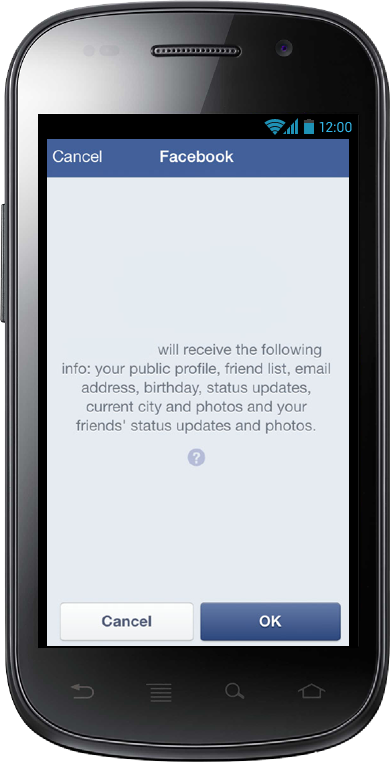 12:00
Cancel Facebook
will receive the following
info: your public profile, friend list, email
address, birthday, status updates,
current city and photos and your
friends' status updates and photos.
?
Cancel OK